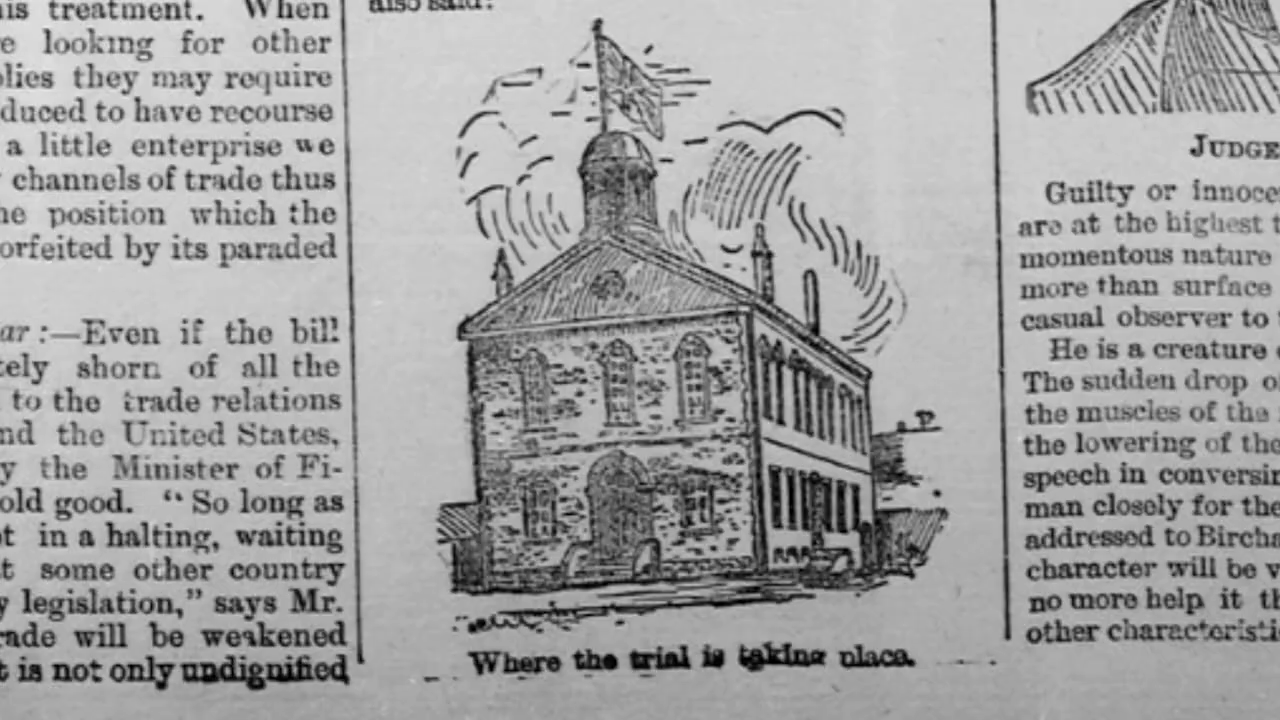 is treatment. When
e looking for other
lies they may require
duced to have recourse
a little enterprise we
channels of trade thus
he position which the
orfeited by its paraded
ar:—Even if the bill
tely shorn of all the
to the trade relations
nd the United States,
y the Minister of Fi-
old good. "So long as
t in a halting, waiting
t some other country
y legislation," says Mr.
rade will be weakened
t is not only undignified
also said:
Where the trial is taking place.
JUDGE
Guilty or innoce
are at the highest t
momentous nature
more than surface
casual observer to
He is a creature
The sudden drop of
the muscles of the
the lowering of the
speech in conversin
man closely for the
addressed to Bircha
character will be v
no more help it th
other characteristi